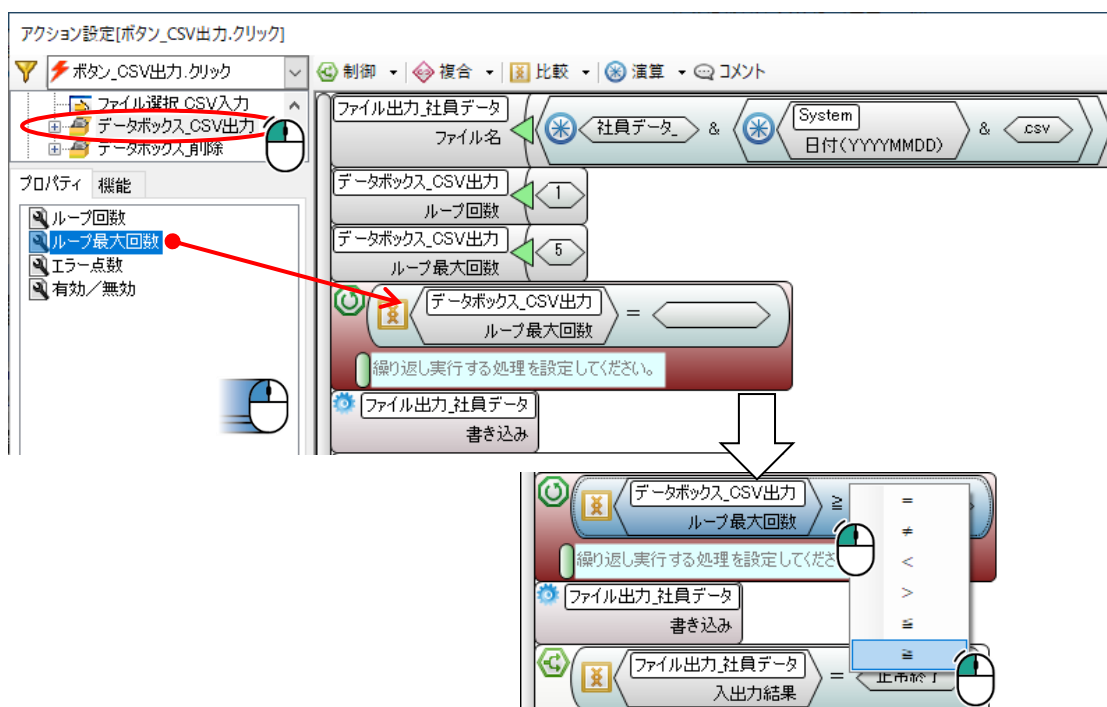 アクション設定[ボタン_CSV出力.クリック]
ボタン_CSV出力.クリック
制御 複合 比較 演算 コメント
ファイル選択_CSV入力
データボックス_CSV出力
データボックス_削除
プロパティ 機能
ループ回数
ループ最大回数
エラー点数
有効／無効
ファイル出力_社員データ
ファイル名
社員データ_ & System
日付(YYYYMMDD) & .csv
データボックス_CSV出力
ループ回数
1
データボックス_CSV出力
ループ最大回数
5
データボックス_CSV出力
ループ最大回数
=
繰り返し実行する処理を設定してください。
ファイル出力_社員データ
書き込み
データボックス_CSV出力
ループ最大回数
≧
繰り返し実行する処理を設定してくださ
=
≠
<
>
≦
≧
ファイル出力_社員データ
書き込み
ファイル出力_社員データ
入出力結果
= 正常終了